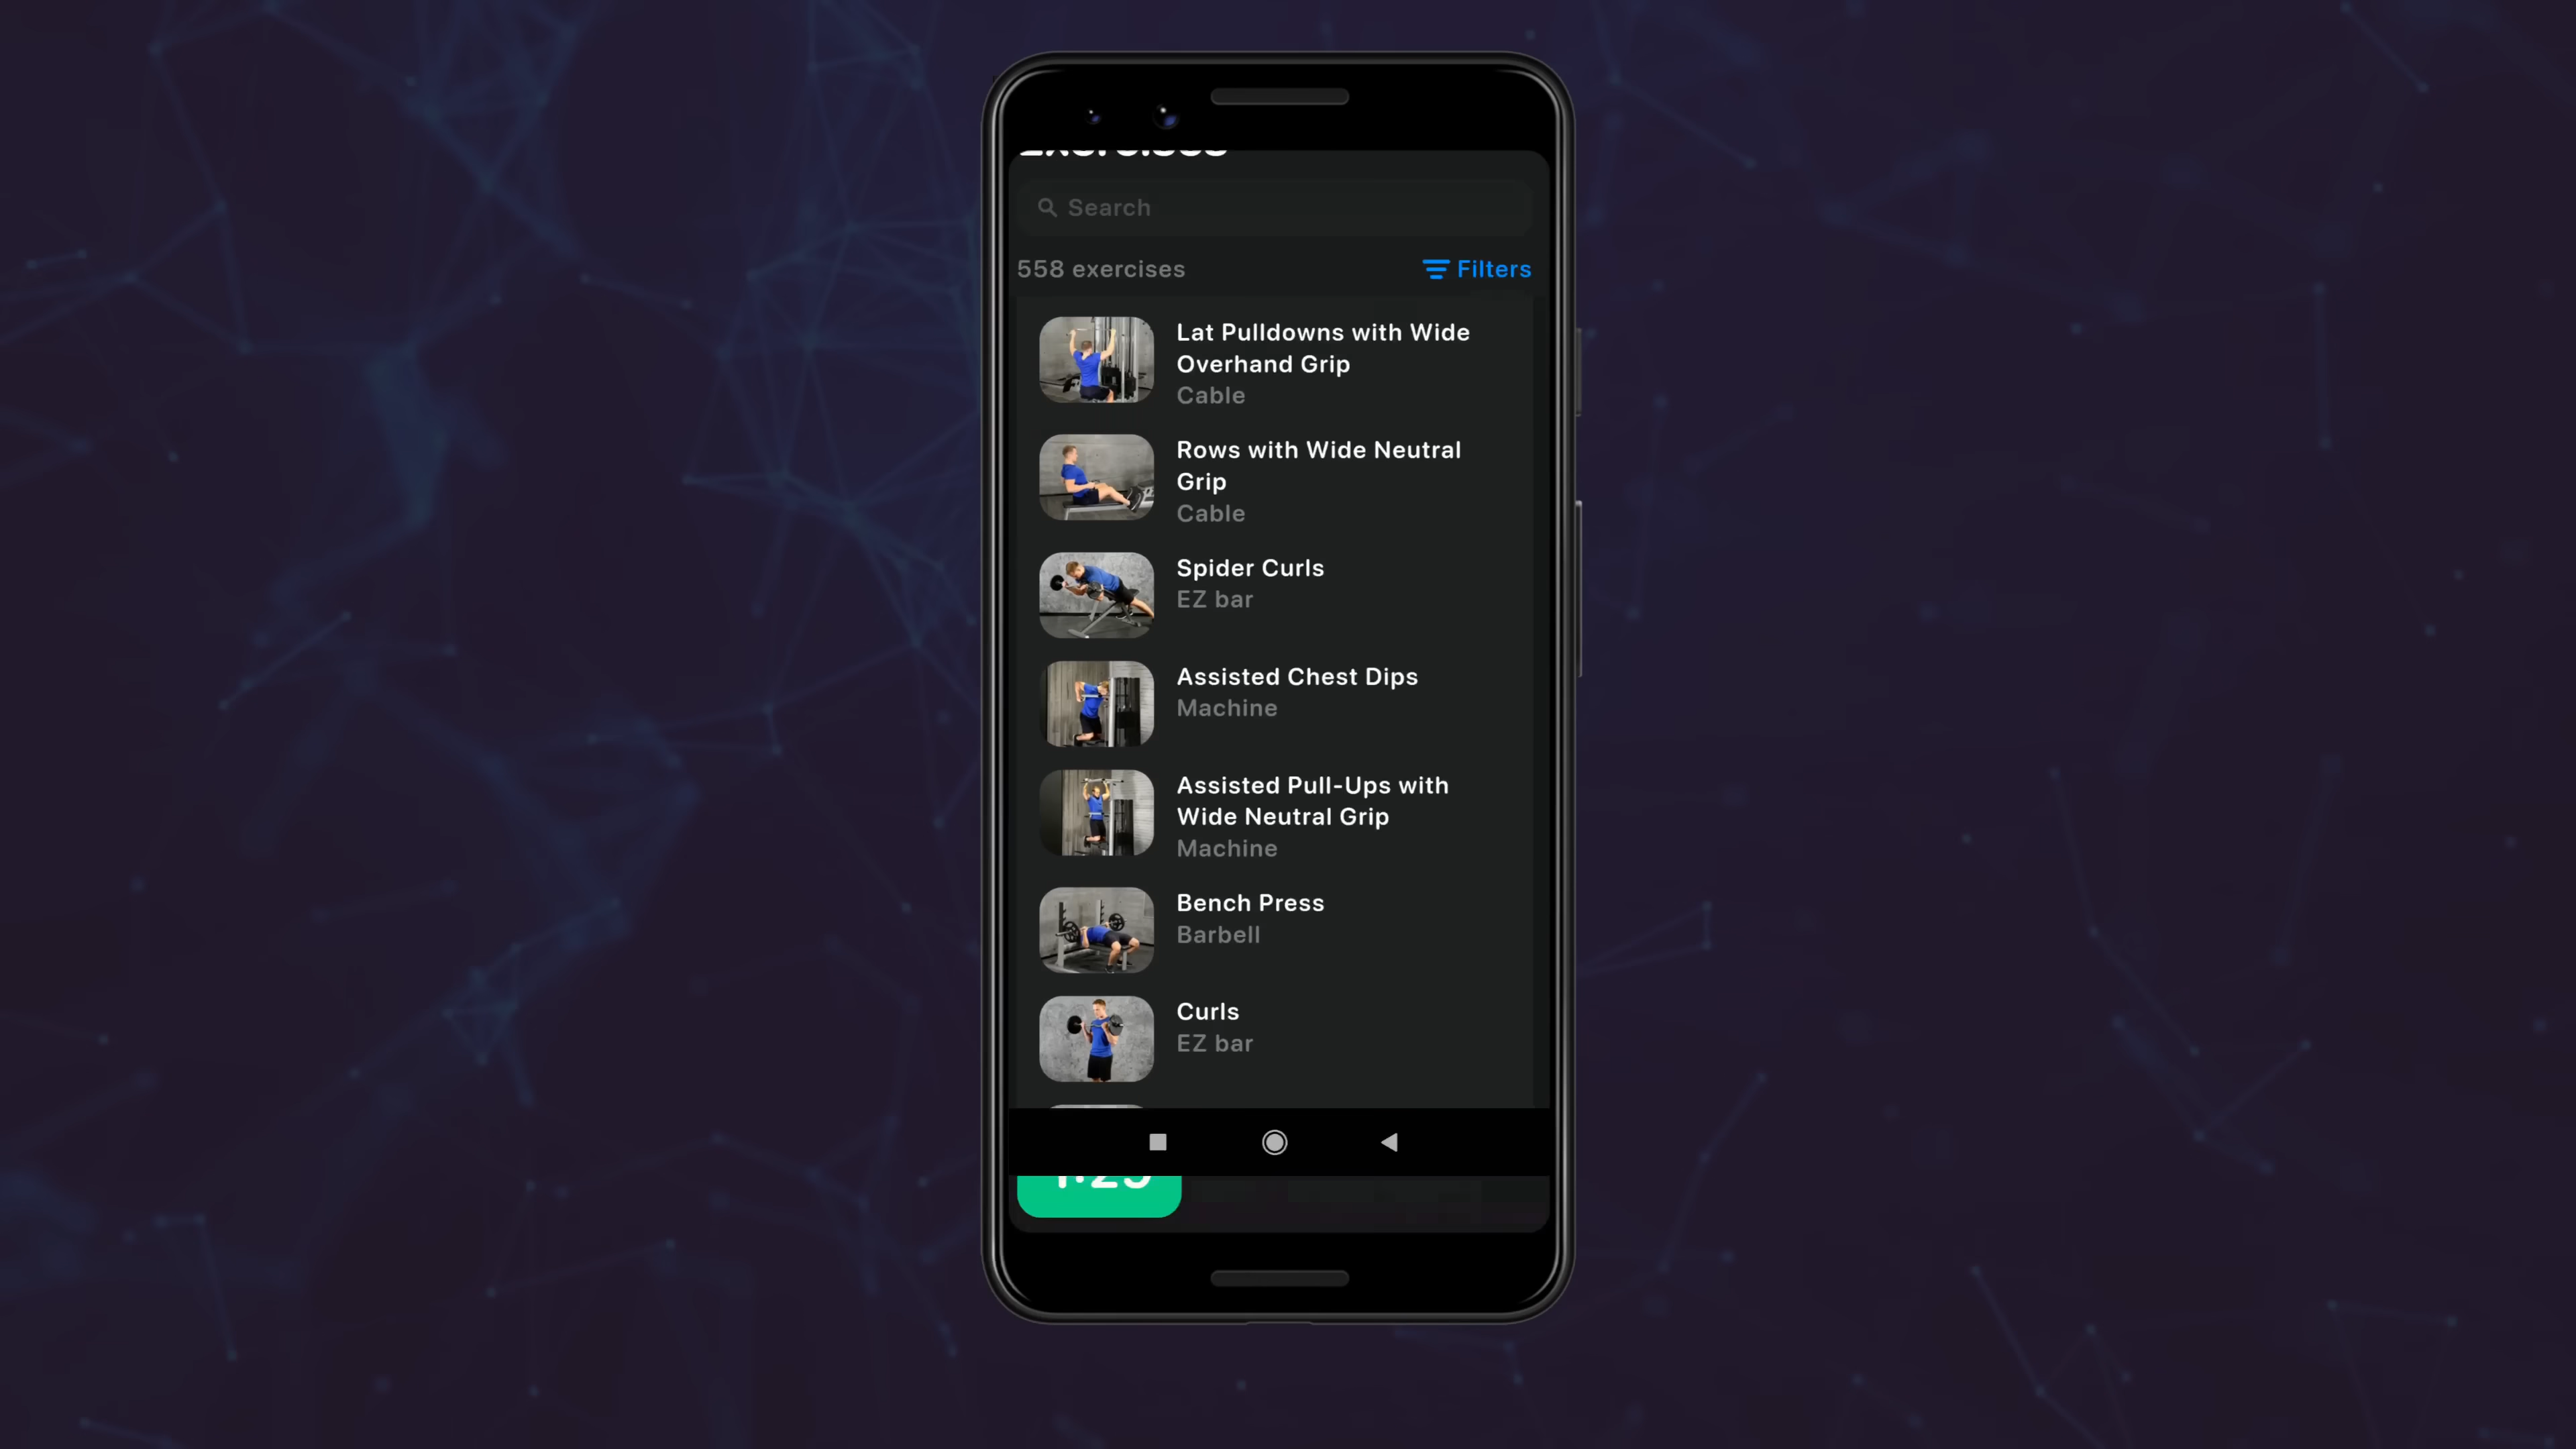 Exercises
Search
558 exercises
Filters
Lat Pulldowns with Wide
Overhand Grip
Cable
Rows with Wide Neutral
Grip
Cable
Spider Curls
EZ bar
Assisted Chest Dips
Machine
Assisted Pull-Ups with
Wide Neutral Grip
Machine
Bench Press
Barbell
Curls
EZ bar